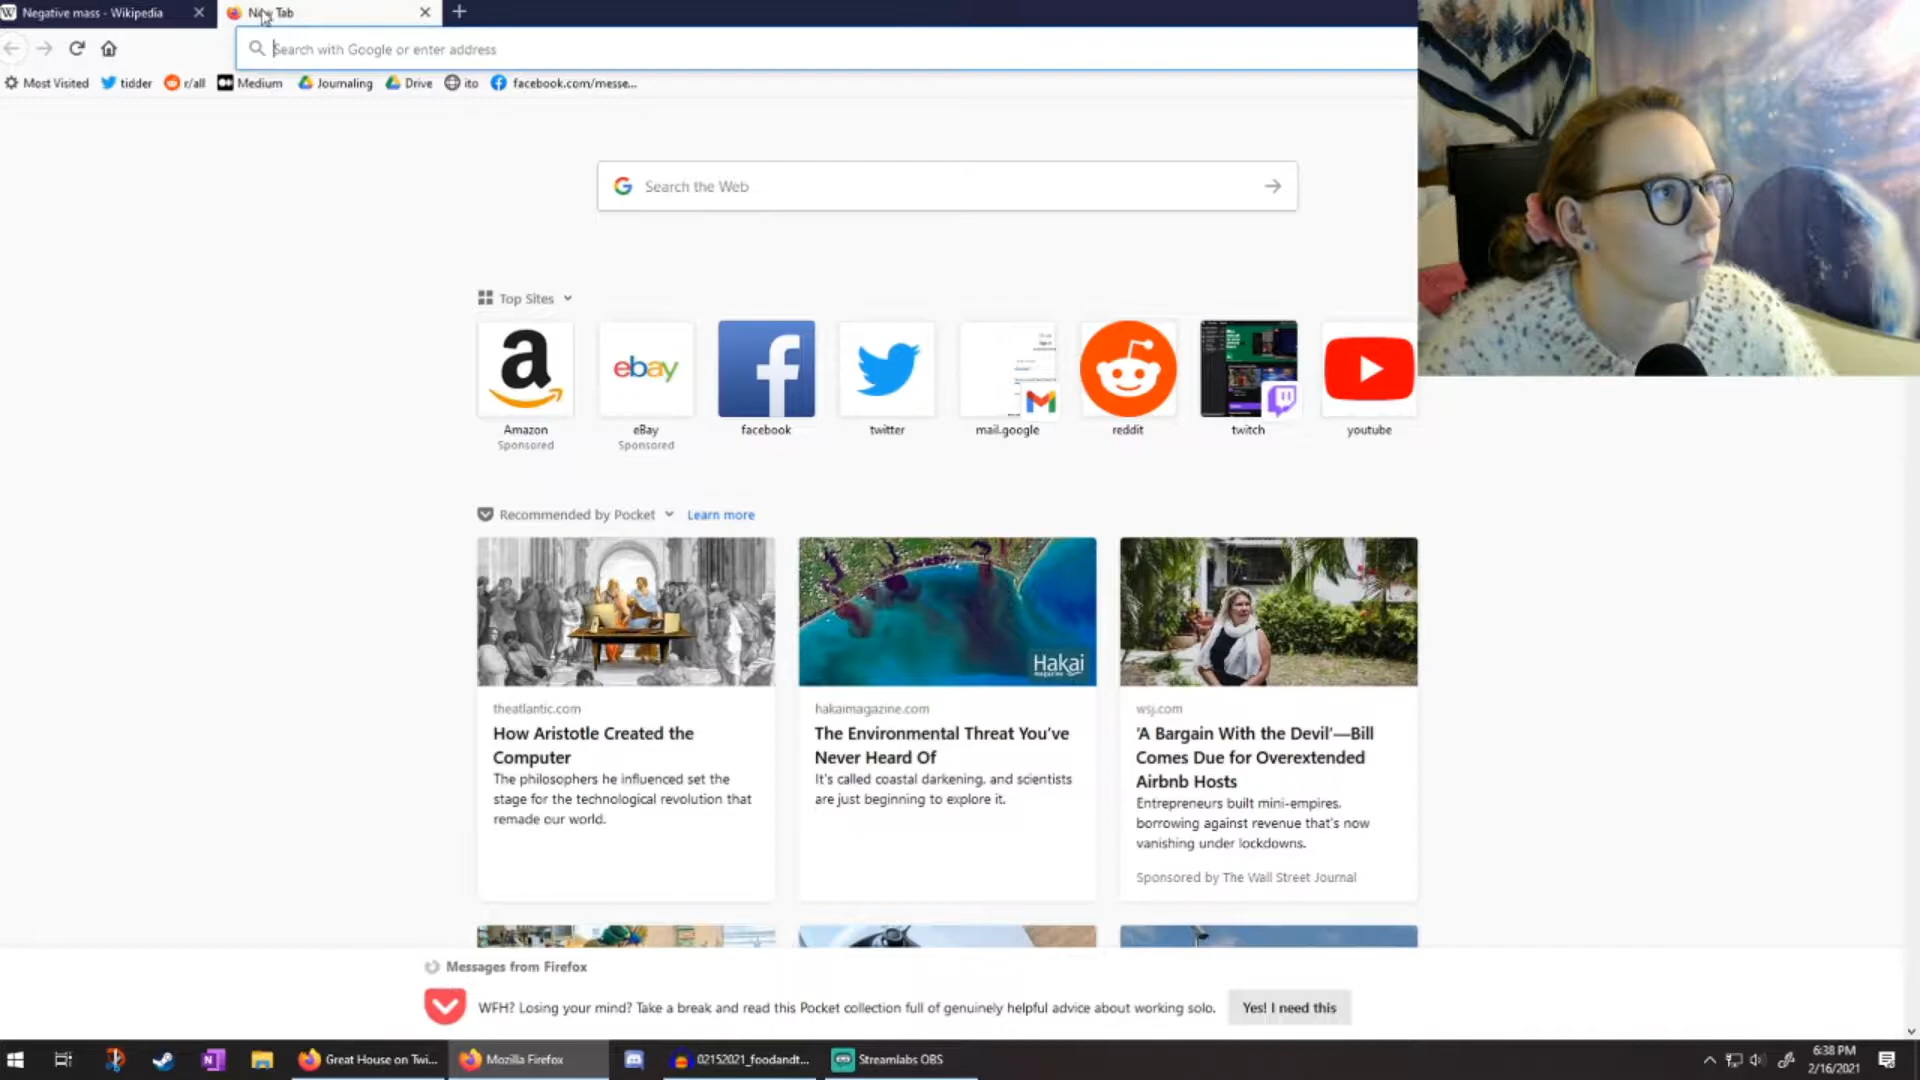 Negative mass - Wikipedia
New Tab
Search with Google or enter address
Most Visited
tidder
r/all
Medium
Journaling
Drive
ito
facebook.com/messe...
Search the Web
Top Sites
a
ebay
Amazon
Sponsored
eBay
Sponsored
facebook
twitter
mail.google
reddit
twitch
youtube
Recommended by Pocket
Learn more
Hakai
magazine
theatlantic.com
How Aristotle Created the
Computer
The philosophers he influenced set the
stage for the technological revolution that
remade our world.
hakaimagazine.com
The Environmental Threat You've
Never Heard Of
It's called coastal darkening, and scientists
are just beginning to explore it.
wsj.com
'A Bargain With the Devil'—Bill
Comes Due for Overextended
Airbnb Hosts
Entrepreneurs built mini-empires,
borrowing against revenue that's now
vanishing under lockdowns.
Sponsored by The Wall Street Journal
Messages from Firefox
WFH? Losing your mind? Take a break and read this Pocket collection full of genuinely helpful advice about working solo.
Yes! I need this
Great House on Twi...
Mozilla Firefox
02152021_foodandt...
Streamlabs OBS
6:38 PM
2/16/2021